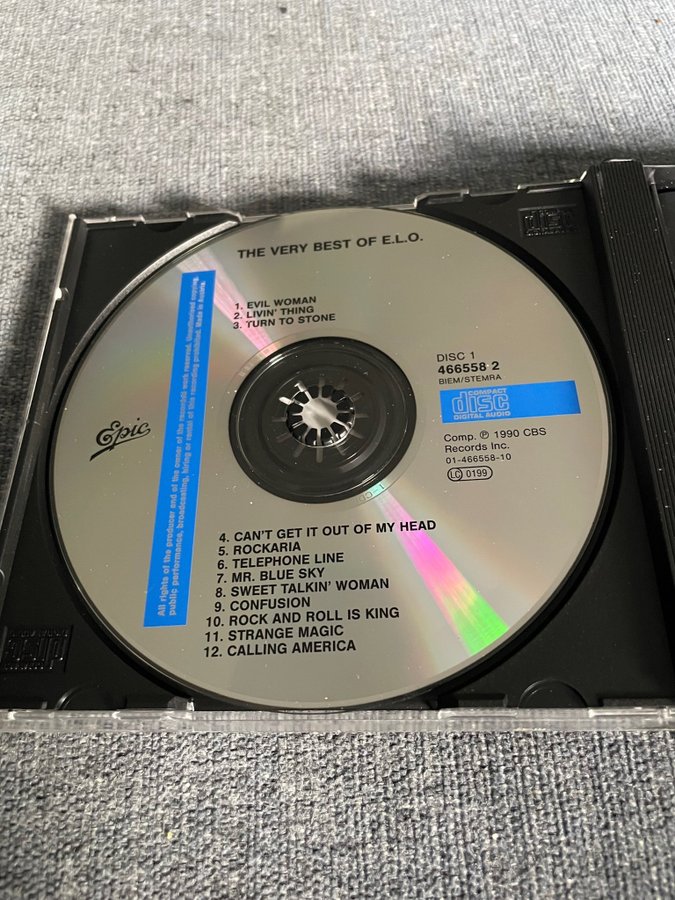 THE VERY BEST OF E.L.O.
1. EVIL WOMAN
2. LIVIN' THING
3. TURN TO STONE
DISC 1
466558 2
BIEM/STEMRA
COMPACT
disc
DIGITAL AUDIO
Epic
Comp. ℗ 1990 CBS
Records Inc.
01-466558-10
LC 0199
4. CAN'T GET IT OUT OF MY HEAD
5. ROCKARIA
6. TELEPHONE LINE
7. MR. BLUE SKY
8. SWEET TALKIN' WOMAN
9. CONFUSION
10. ROCK AND ROLL IS KING
11. STRANGE MAGIC
12. CALLING AMERICA
All rights of the producer and of the owner of the recorded work reserved. Unauthorised copying,
public performance, broadcasting, hiring or rental of this recording prohibited. Made in Austria.